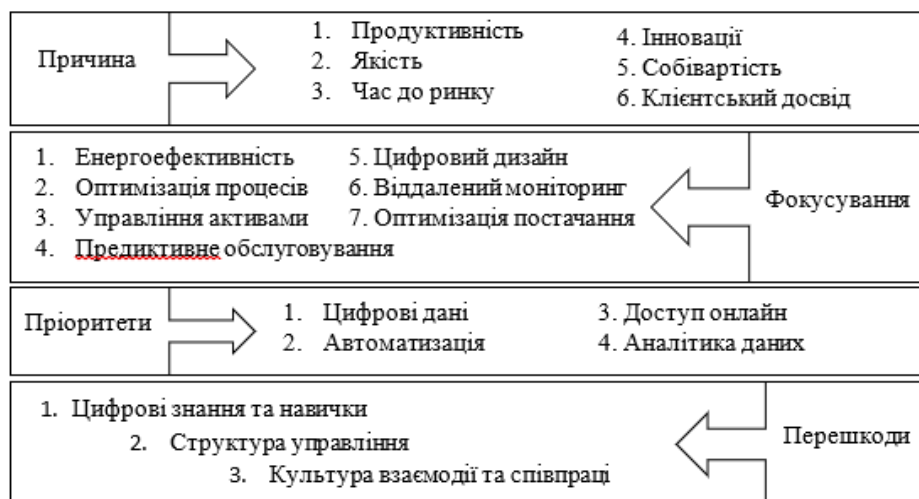 Причина
1. Продуктивність
2. Якість
3. Час до ринку
4. Інновації
5. Собівартість
6. Клієнтський досвід
1. Енергоефективність
2. Оптимізація процесів
3. Управління активами
4. Предиктивне обслуговування
5. Цифровий дизайн
6. Віддалений моніторинг
7. Оптимізація постачання
Фокусування
Пріоритети
1. Цифрові дані
2. Автоматизація
3. Доступ онлайн
4. Аналітика даних
1. Цифрові знання та навички
2. Структура управління
3. Культура взаємодії та співпраці
Перешкоди